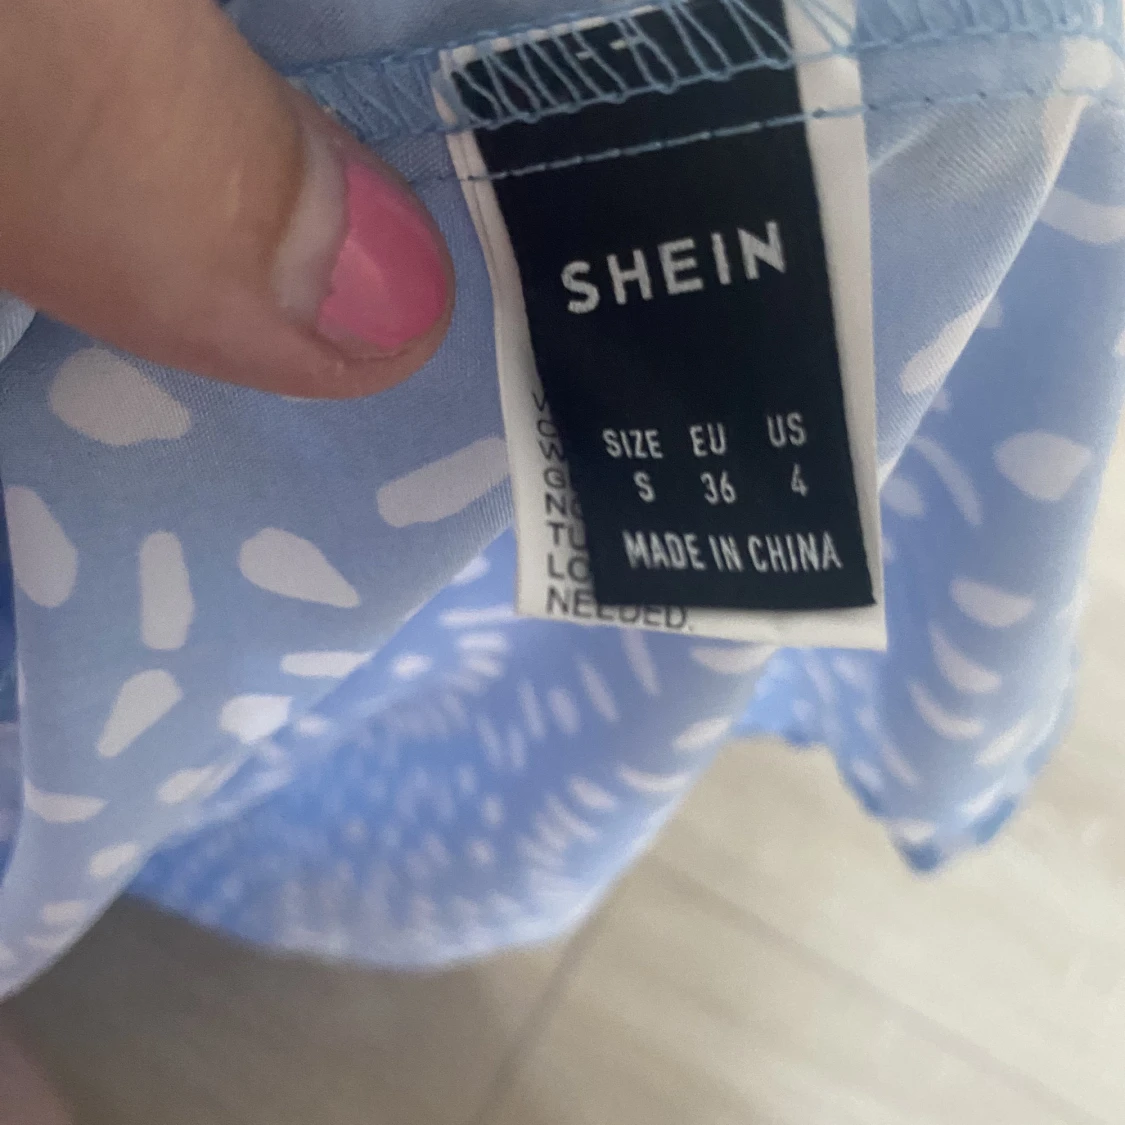 SHEIN
SIZE EU US
S 36 4
MADE IN CHINA
NEEDED.